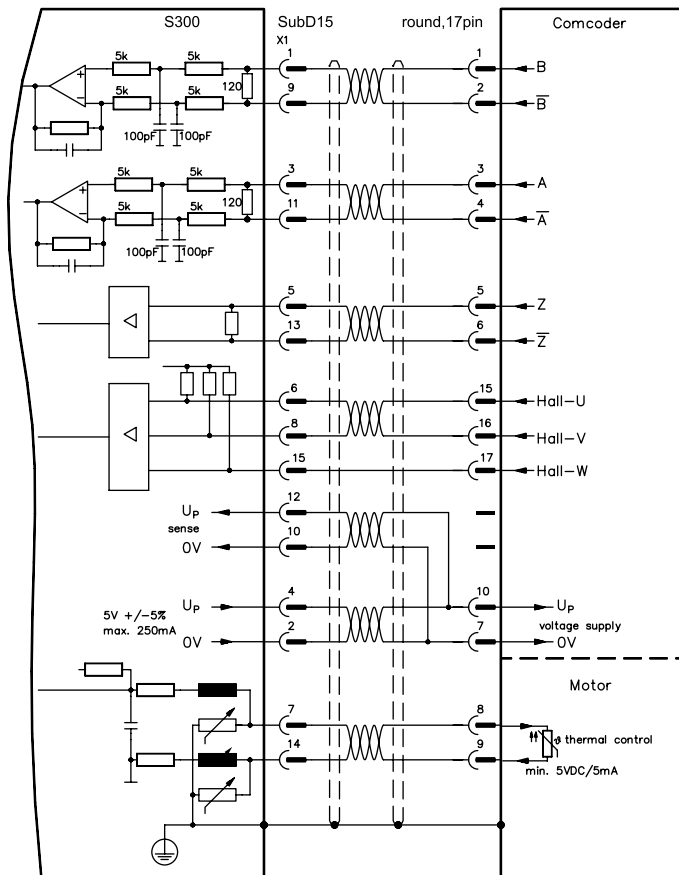 S300 SubD15 round,17pin Comcoder
X1
5k 5k 1 1 B
120
5k 5k 9 2 B̅
100pF 100pF
5k 5k 3 3 A
120
5k 5k 11 4 A̅
100pF 100pF
5 5 Z
13 6 Z̅
6 15 Hall-U
8 16 Hall-V
15 17 Hall-W
UP 12
sense
0V 10
5V +/-5% UP 4 10 UP
max. 250mA voltage supply
0V 2 7 0V
Motor
7 8
ϑ thermal control
14 9
min. 5VDC/5mA